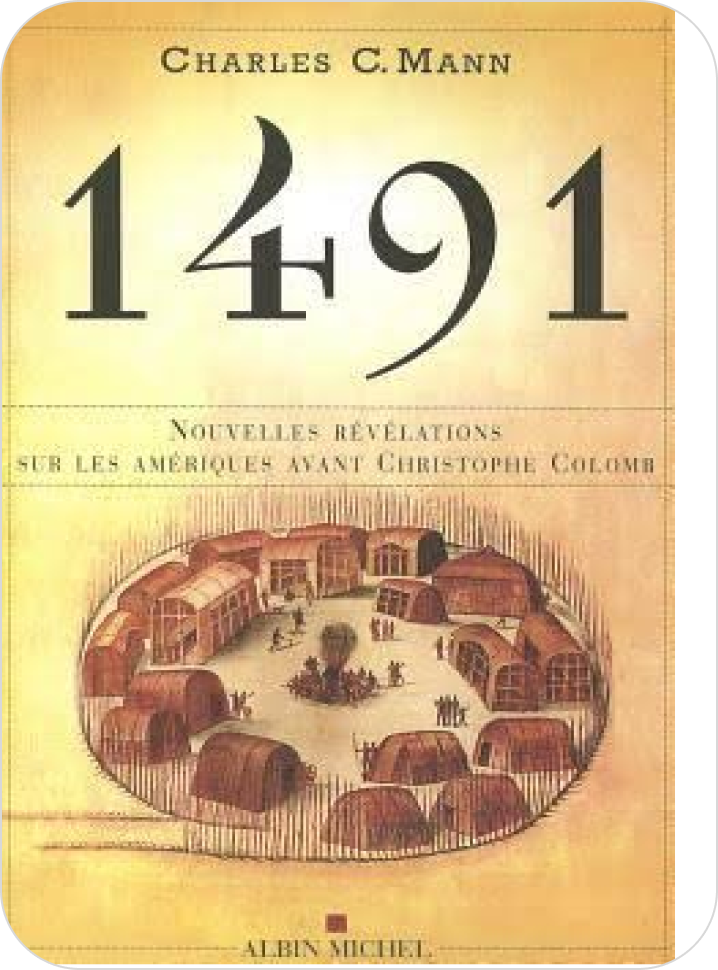 CHARLES C. MANN
1491
NOUVELLES RÉVÉLATIONS
SUR LES AMÉRIQUES AVANT CHRISTOPHE COLOMB
ALBIN MICHEL